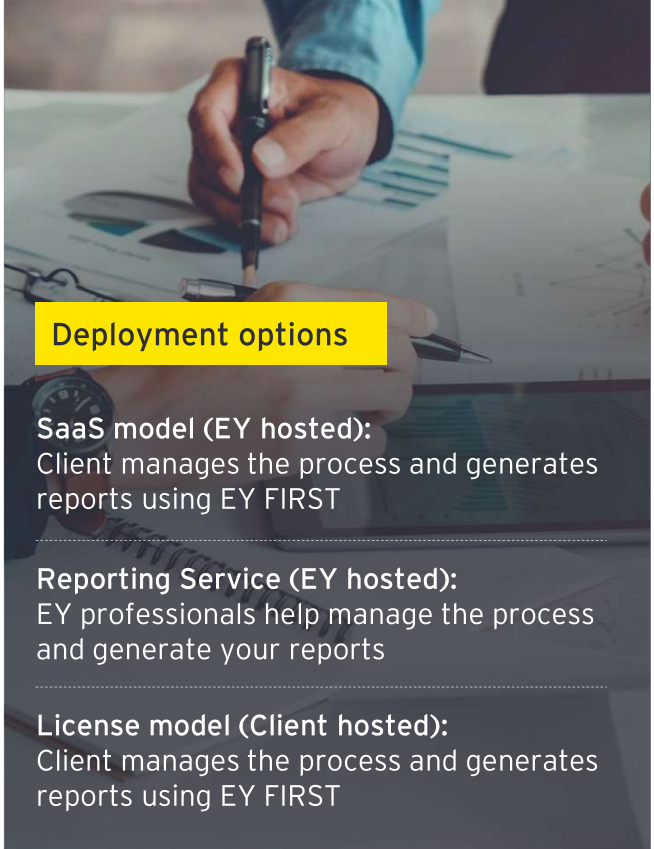 Deployment options
SaaS model (EY hosted):
Client manages the process and generates
reports using EY FIRST
Reporting Service (EY hosted):
EY professionals help manage the process
and generate your reports
License model (Client hosted):
Client manages the process and generates
reports using EY FIRST